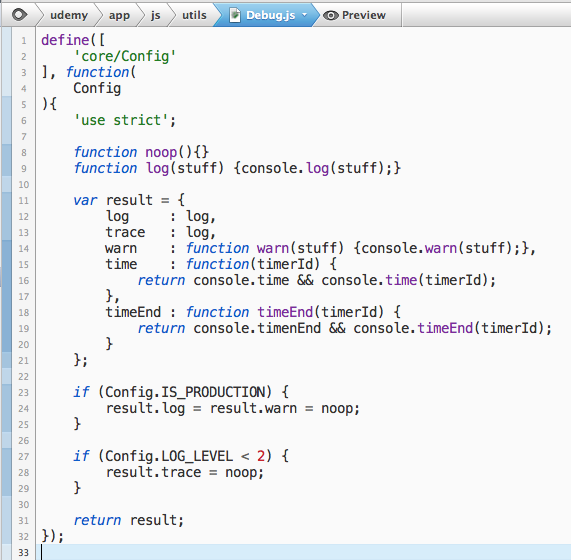 udemy app js utils Debug.js Preview
1 define([
2     'core/Config'
3 ], function(
4     Config
5 ){
6     'use strict';
7
8     function noop(){}
9     function log(stuff) {console.log(stuff);}
10
11     var result = {
12         log     : log,
13         trace   : log,
14         warn    : function warn(stuff) {console.warn(stuff);},
15         time    : function(timerId) {
16             return console.time && console.time(timerId);
17         },
18         timeEnd : function timeEnd(timerId) {
19             return console.timenEnd && console.timeEnd(timerId);
20         }
21     };
22
23     if (Config.IS_PRODUCTION) {
24         result.log = result.warn = noop;
25     }
26
27     if (Config.LOG_LEVEL < 2) {
28         result.trace = noop;
29     }
30
31     return result;
32 });
33